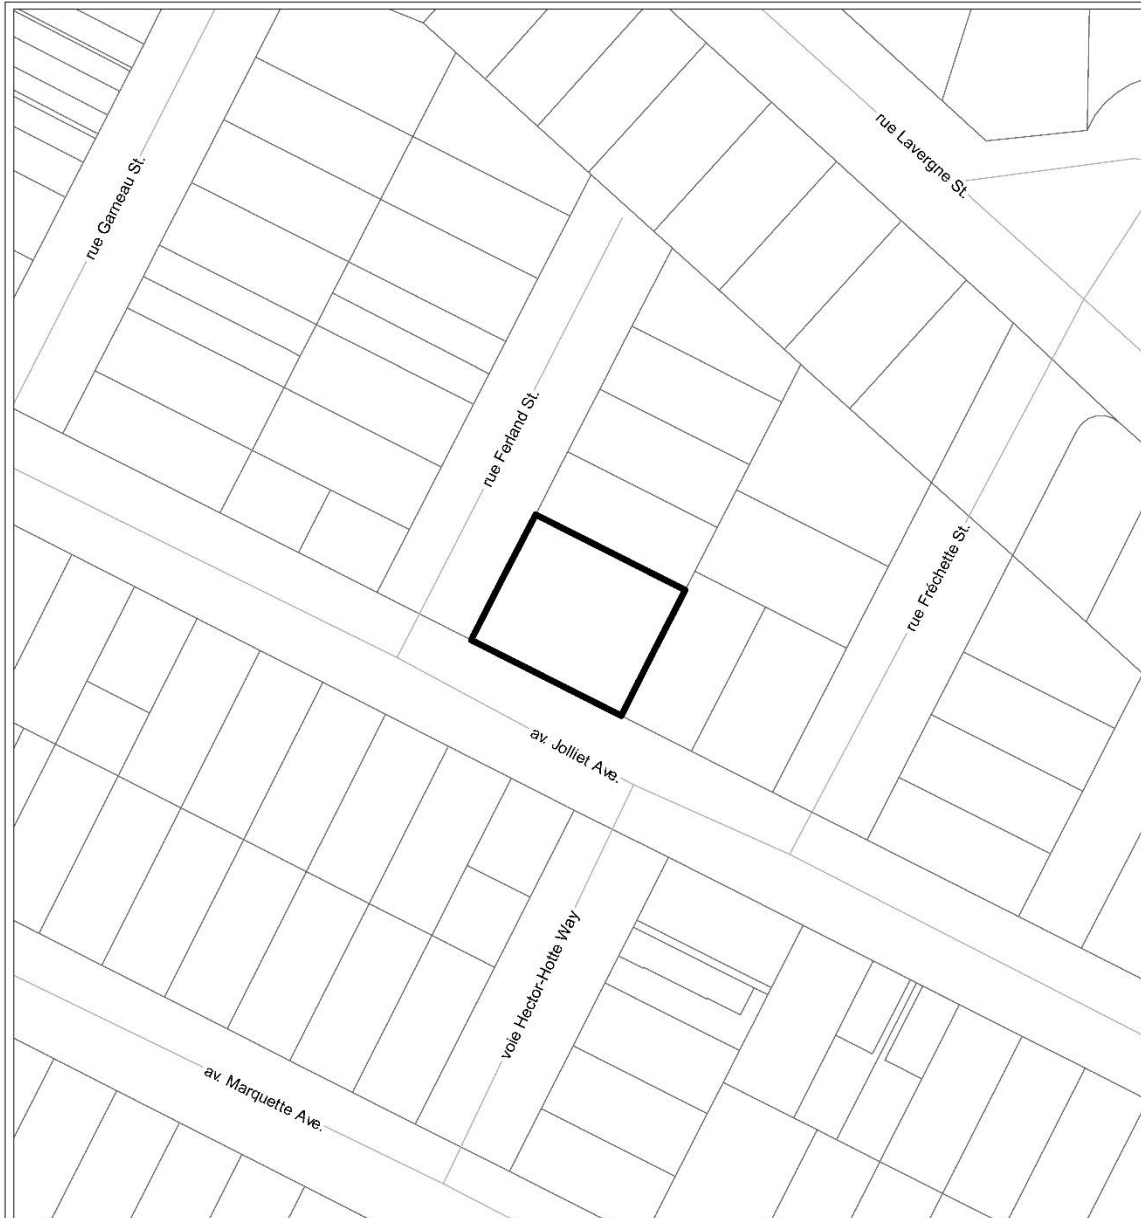 rue Lavergne St.
rue Garneau St.
rue Ferland St.
rue Fréchette St.
av. Jolliet Ave.
voie Hector-Hotte Way
av. Marquette Ave.